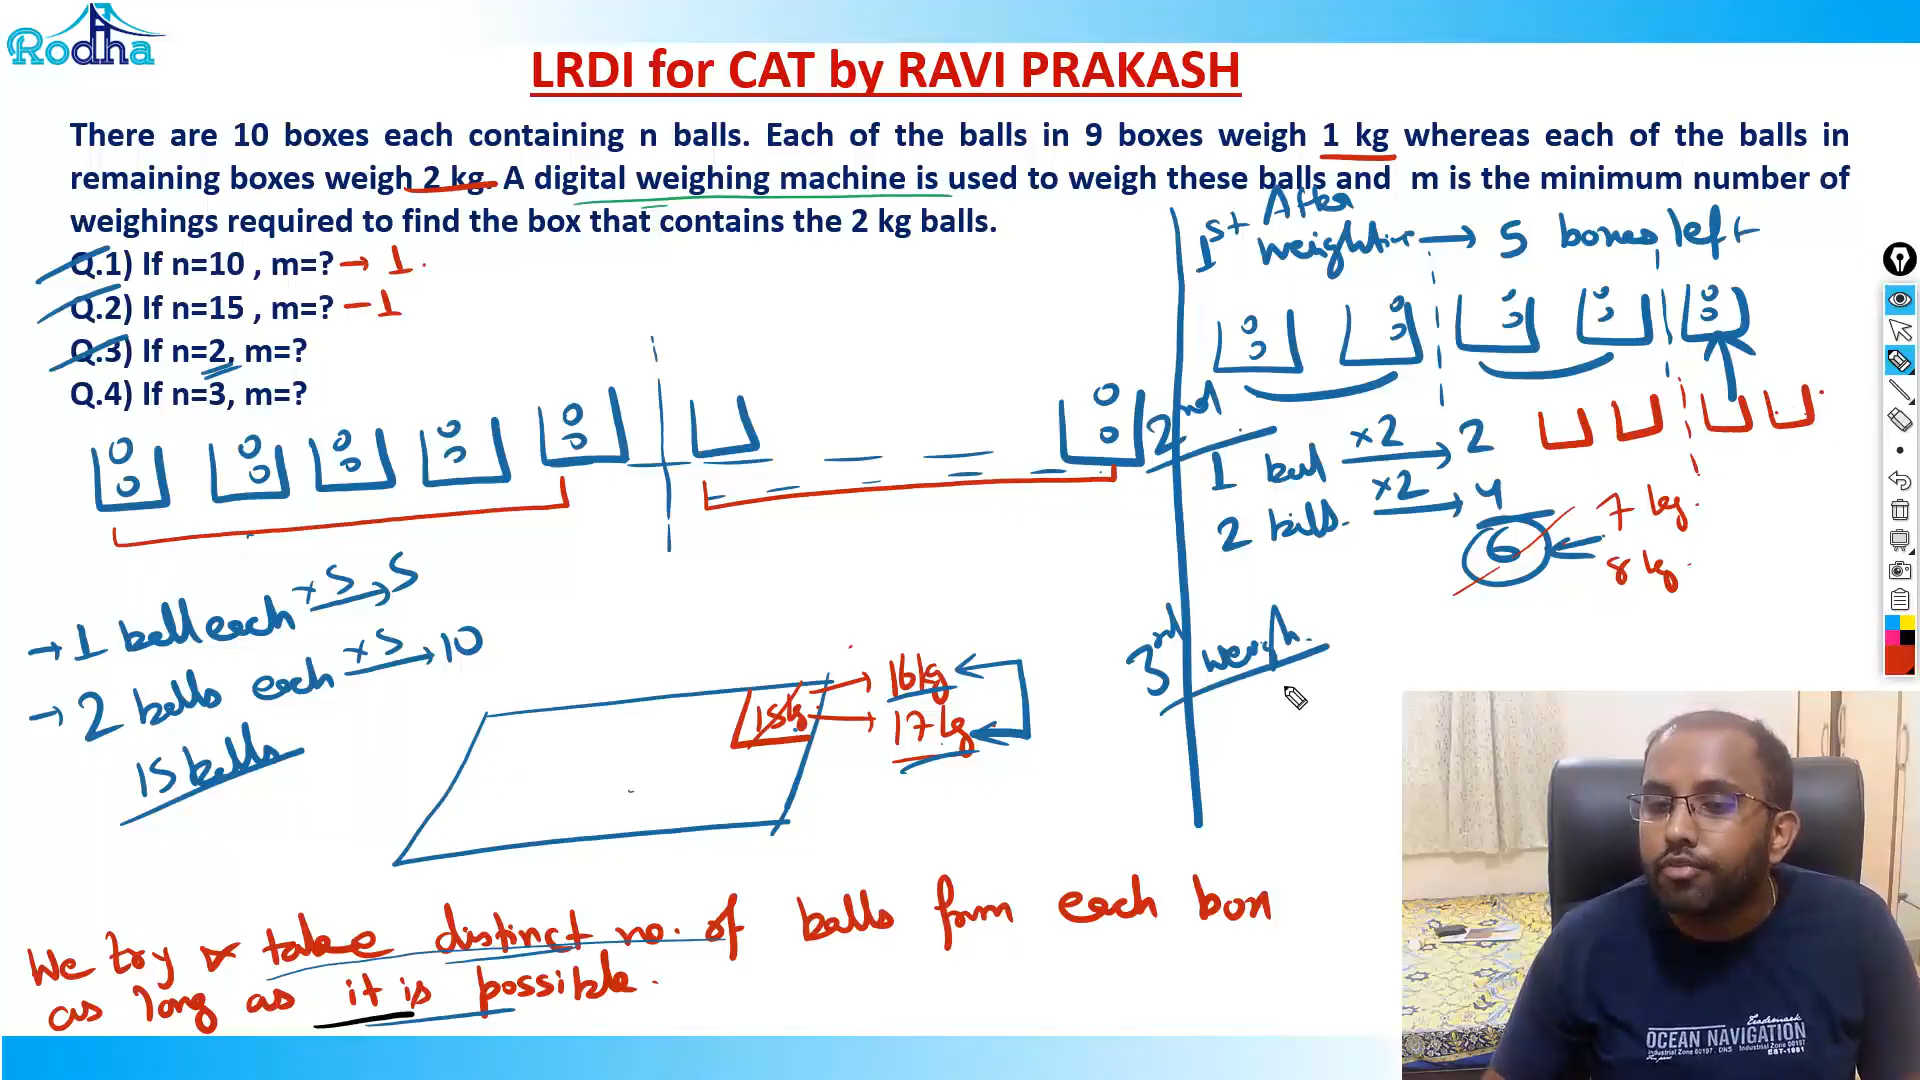 Rodha
LRDI for CAT by RAVI PRAKASH
There are 10 boxes each containing n balls. Each of the balls in 9 boxes weigh 1 kg whereas each of the balls in
remaining boxes weigh 2 kg. A digital weighing machine is used to weigh these balls and m is the minimum number of
weighings required to find the box that contains the 2 kg balls.
Q.1) If n=10 , m=? → 1
Q.2) If n=15 , m=? – 1
Q.3) If n=2, m=?
Q.4) If n=3, m=?
After
1st weighing → 5 boxes left
2nd
1 ball ×2 → 2
2 balls. ×2 → 4
6
7 kg.
8 kg.
3rd weigh.
→ 1 ball each ×5 → 5
→ 2 balls each ×5 → 10
15 balls
15kg
→ 16kg
→ 17kg
We try to take distinct no. of balls from each box
as long as it is possible.
Trademark
OCEAN NAVIGATION
EST-1991